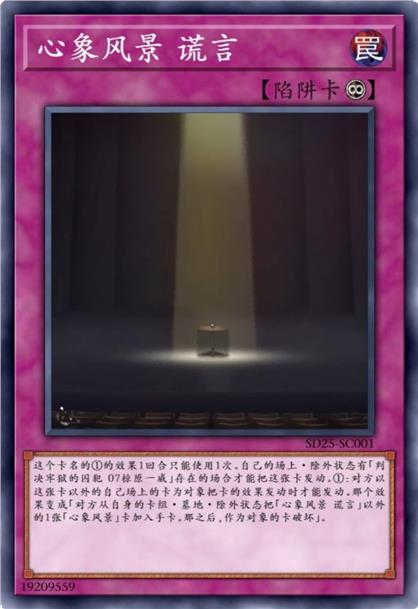 心象风景 谎言
罠
【陷阱卡】
SD25-SC001
这个卡名的①的效果1回合只能使用1次。自己的场上·除外状态有「判
决牢狱的囚犯 07椋原一威」存在的场合才能把这张卡发动。①:对方以
这张卡以外的自己场上的卡为对象把卡的效果发动时才能发动。那个效
果变成「对方从自身的卡组·墓地·除外状态把「心象风景 谎言」以外
的1张「心象风景」卡加入手卡。那之后,作为对象的卡破坏」。
19209559